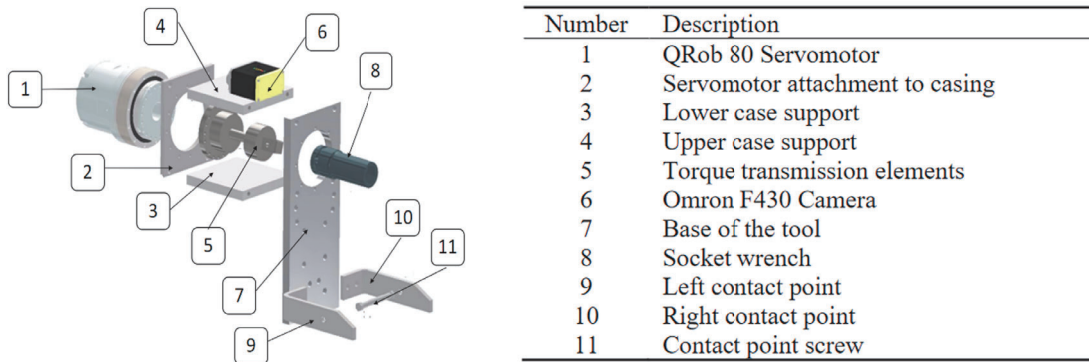 4
6
8
1
2
3
5
10
11
7
9
Number Description
1 QRob 80 Servomotor
2 Servomotor attachment to casing
3 Lower case support
4 Upper case support
5 Torque transmission elements
6 Omron F430 Camera
7 Base of the tool
8 Socket wrench
9 Left contact point
10 Right contact point
11 Contact point screw